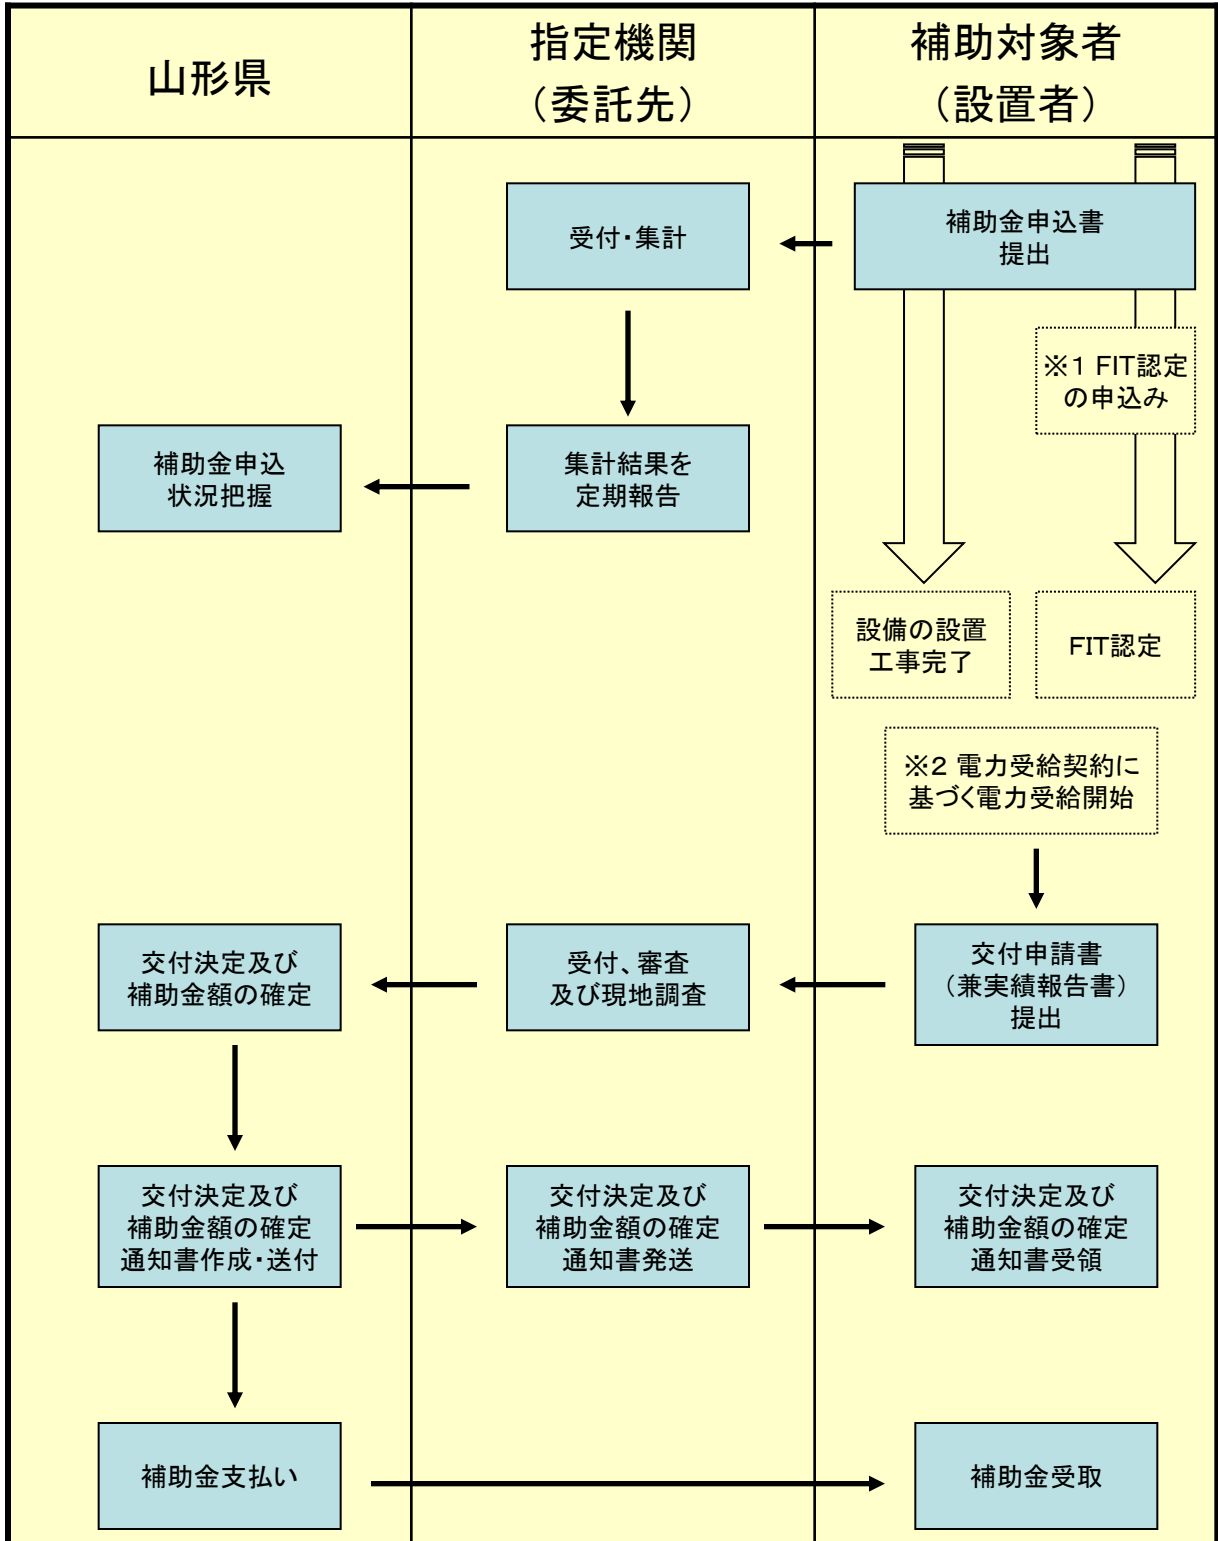 山形県
指定機関
（委託先）
補助対象者
（設置者）
受付・集計
補助金申込書
提出
※1 FIT認定
の申込み
補助金申込
状況把握
集計結果を
定期報告
設備の設置
工事完了
FIT認定
※2 電力受給契約に
基づく電力受給開始
交付決定及び
補助金額の確定
受付、審査
及び現地調査
交付申請書
（兼実績報告書）
提出
交付決定及び
補助金額の確定
通知書作成・送付
交付決定及び
補助金額の確定
通知書発送
交付決定及び
補助金額の確定
通知書受領
補助金支払い
補助金受取